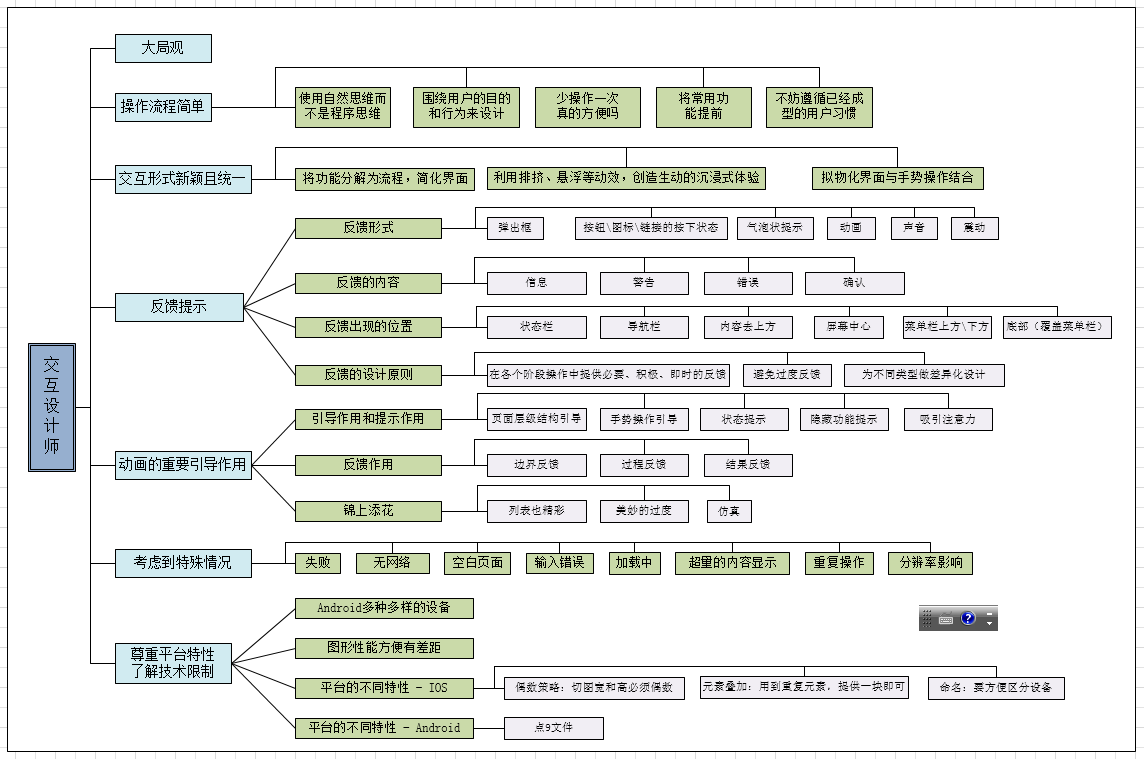 大局观
操作流程简单
使用自然思维而
不是程序思维
围绕用户的目的
和行为来设计
少操作一次
真的方便吗
将常用功
能提前
不妨遵循已经成
型的用户习惯
交互形式新颖且统一
将功能分解为流程，简化界面
利用排挤、悬浮等动效，创造生动的沉浸式体验
拟物化界面与手势操作结合
反馈提示
反馈形式
弹出框
按钮\图标\链接的按下状态
气泡状提示
动画
声音
震动
反馈的内容
信息
警告
错误
确认
反馈出现的位置
状态栏
导航栏
内容去上方
屏幕中心
菜单栏上方\下方
底部（覆盖菜单栏）
反馈的设计原则
在各个阶段操作中提供必要、积极、即时的反馈
避免过度反馈
为不同类型做差异化设计
交
互
设
计
师
动画的重要引导作用
引导作用和提示作用
页面层级结构引导
手势操作引导
状态提示
隐藏功能提示
吸引注意力
反馈作用
边界反馈
过程反馈
结果反馈
锦上添花
列表也精彩
美妙的过度
仿真
考虑到特殊情况
失败
无网络
空白页面
输入错误
加载中
超量的内容显示
重复操作
分辨率影响
尊重平台特性
了解技术限制
Android多种多样的设备
图形性能方便有差距
平台的不同特性 - IOS
偶数策略：切图宽和高必须偶数
元素叠加：用到重复元素，提供一块即可
命名：要方便区分设备
平台的不同特性 - Android
点9文件